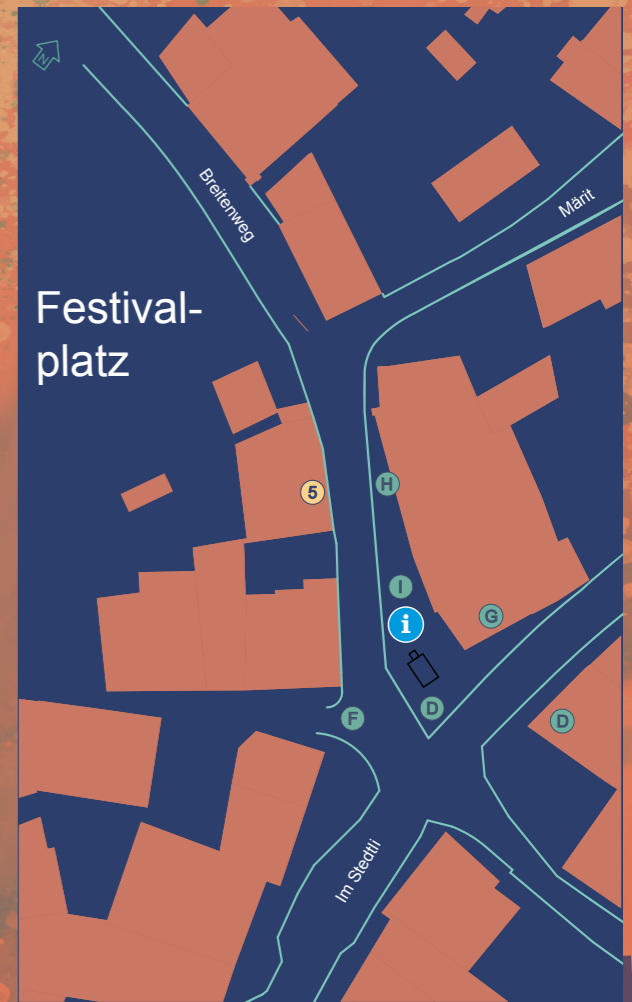 N
Breitenweg
Märit
Festival-
platz
5
H
I
i
G
D
F
D
Im Stedtli